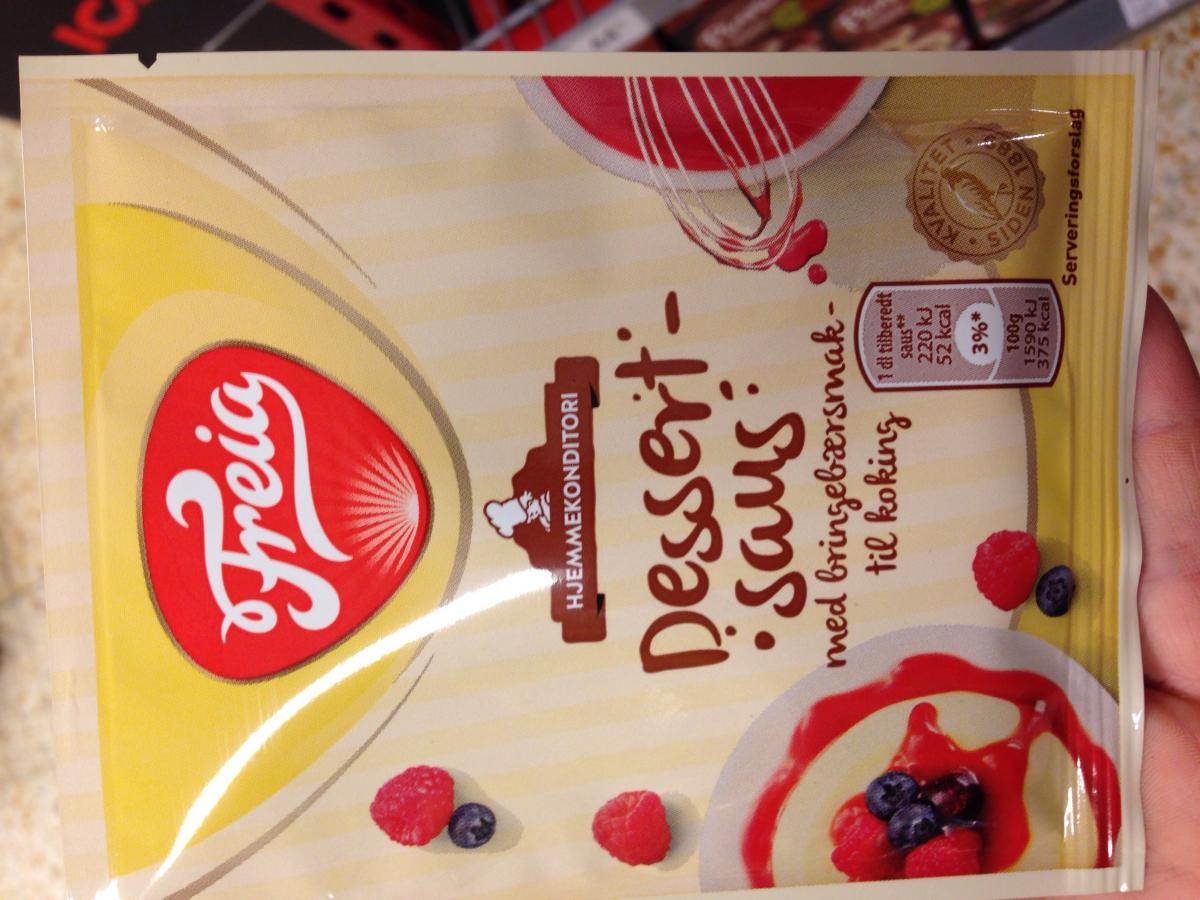 Freia
HJEMMEKONDITORI
Dessert-
saus
med bringebærsmak-
til koking
1 dl tilberedt
saus**
220 kJ
52 kcal
3%*
100g
1590 kJ
375 kcal
KVALITET • SIDEN 1889 •
Serveringsforslag